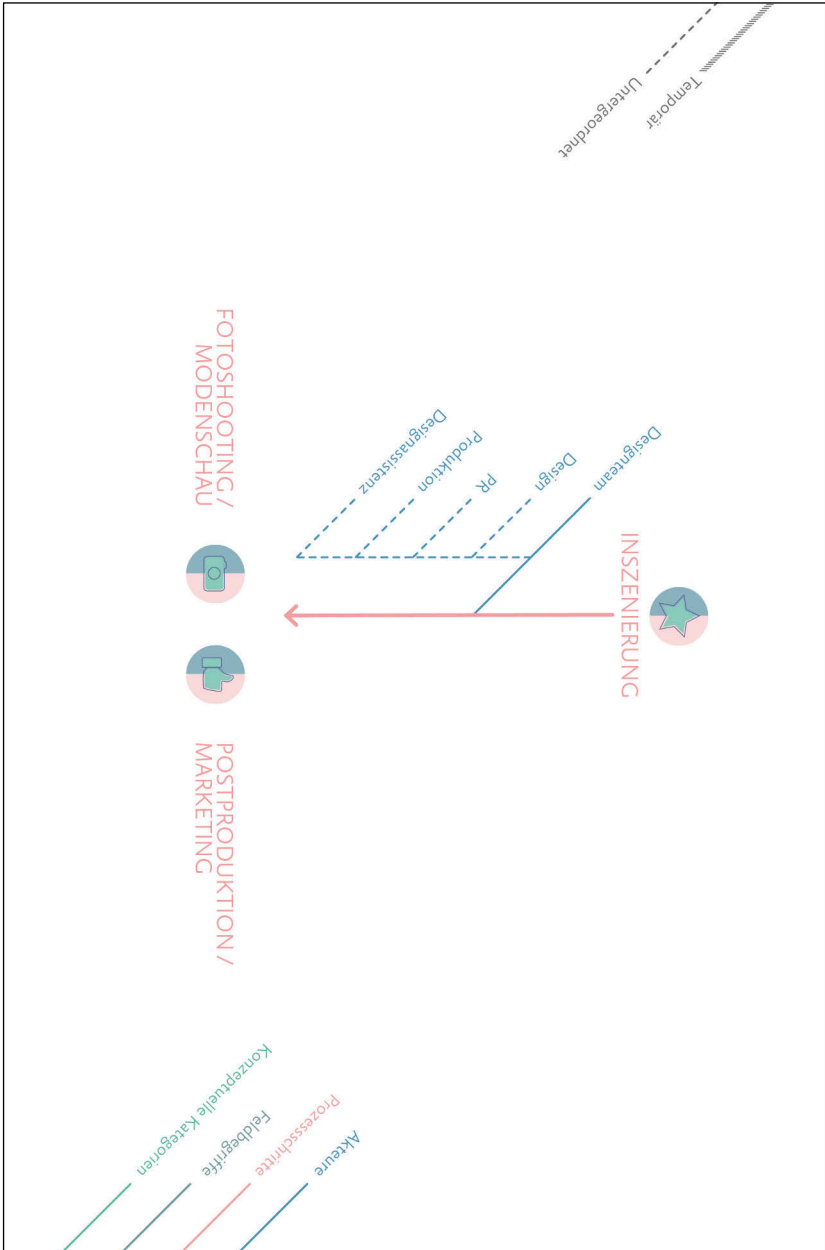 Temporär
Untergeordnet
INSZENIERUNG
Designteam
Design
PR
Produktion
Designassistenz
FOTOSHOOTING /
MODENSCHAU
POSTPRODUKTION /
MARKETING
Akteure
Prozessschritte
Feldbegriffe
Konzeptuelle Kategorien